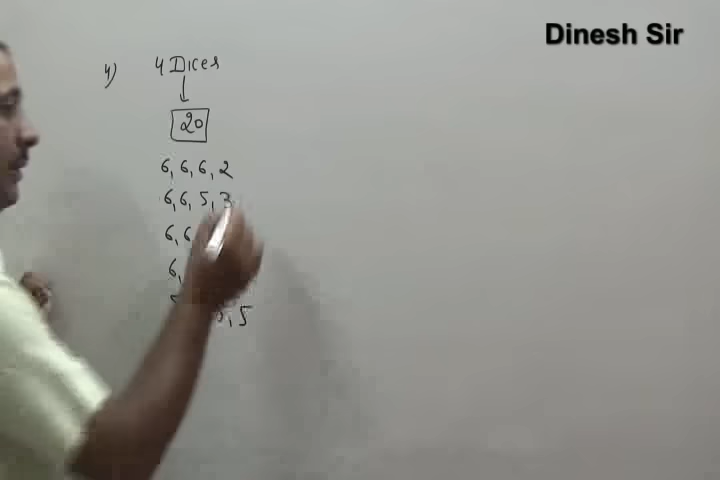 Dinesh Sir
4) 4 Dices
20
6, 6, 6, 2
6, 6, 5, 3
6, 6
6,
, 5